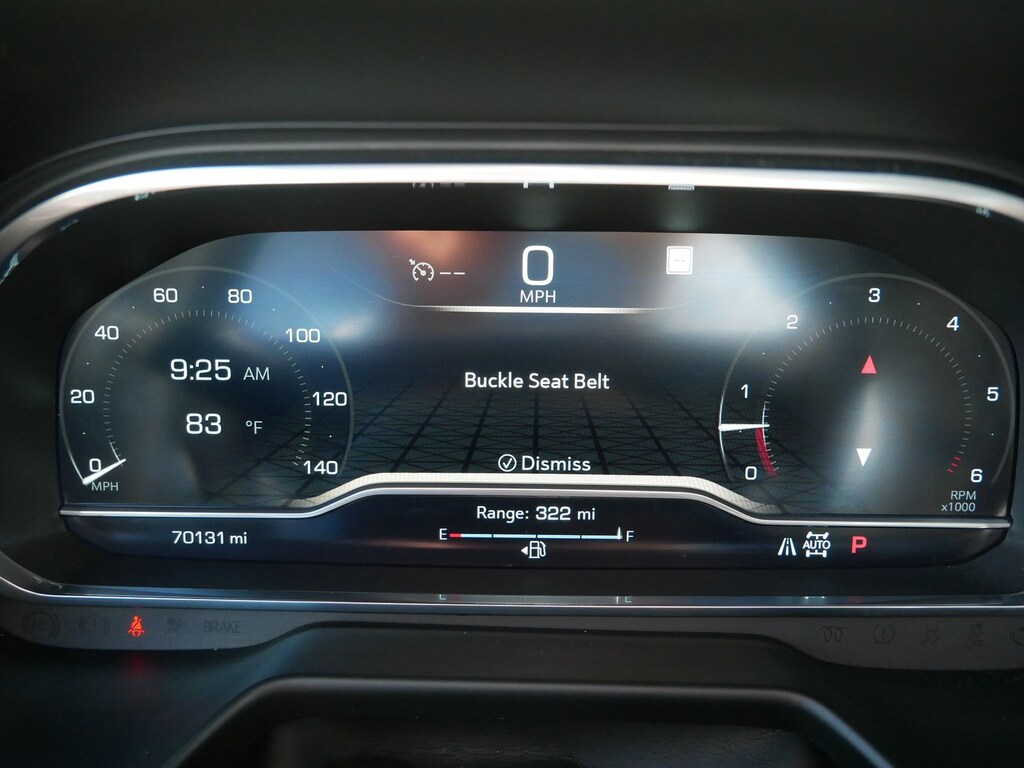 0
MPH
--
--
60
80
40
100
20
120
0
140
MPH
9:25 AM
83 °F
Buckle Seat Belt
Dismiss
3
2
4
1
5
0
6
RPM
x1000
70131 mi
Range: 322 mi
E
F
AUTO
P
ABS
BRAKE